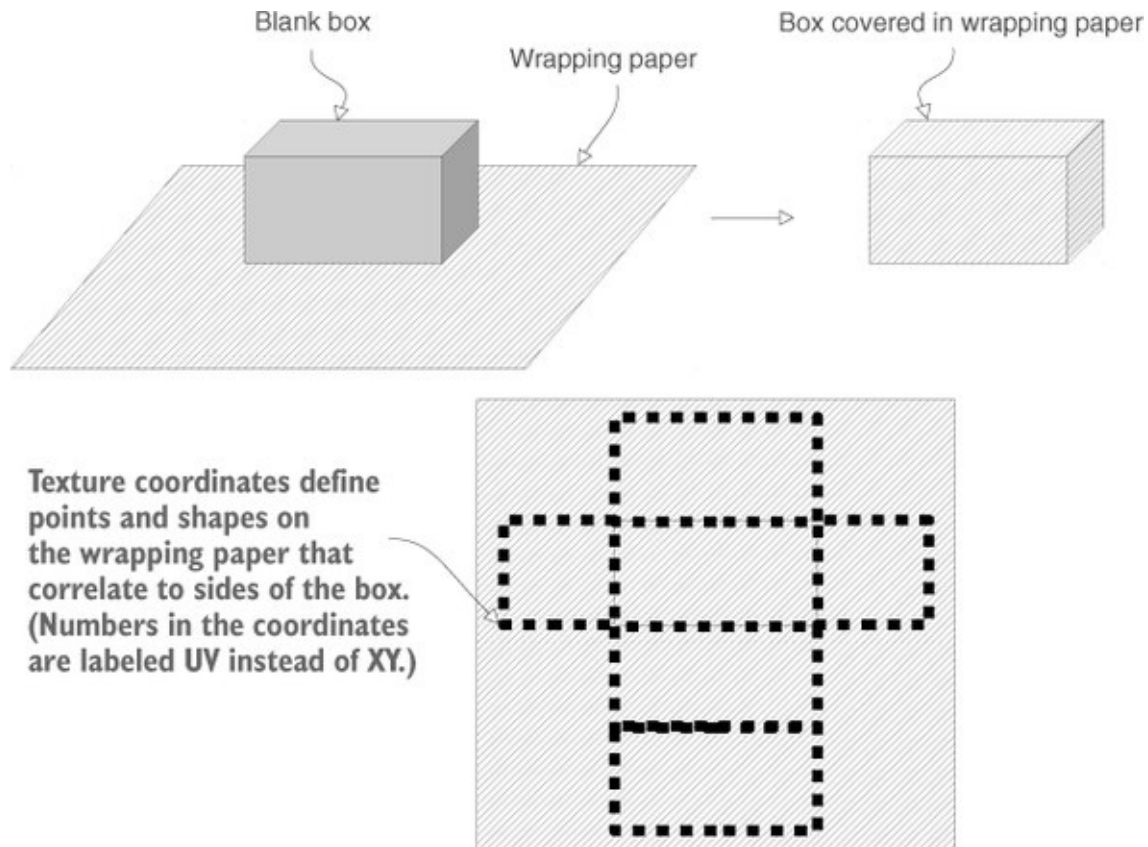 Blank box
Wrapping paper
Box covered in wrapping paper
Texture coordinates define
points and shapes on
the wrapping paper that
correlate to sides of the box.
(Numbers in the coordinates
are labeled UV instead of XY.)